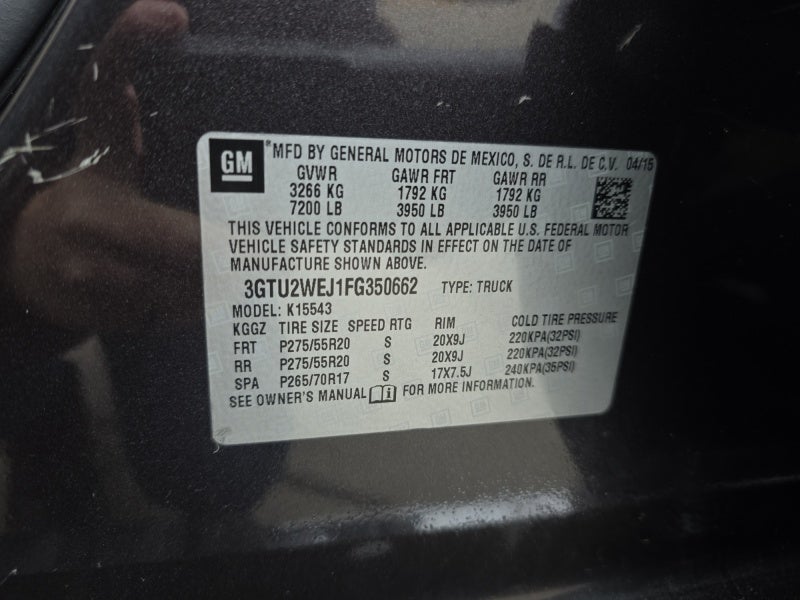 GM
*MFD BY GENERAL MOTORS DE MEXICO, S. DE R.L. DE C.V. 04/15
GVWR GAWR FRT GAWR RR
3266 KG 1792 KG 1792 KG
7200 LB 3950 LB 3950 LB
THIS VEHICLE CONFORMS TO ALL APPLICABLE U.S. FEDERAL MOTOR
VEHICLE SAFETY STANDARDS IN EFFECT ON THE DATE OF
MANUFACTURE SHOWN ABOVE.
3GTU2WEJ1FG350662 TYPE: TRUCK
MODEL: K15543
KGGZ TIRE SIZE SPEED RTG RIM COLD TIRE PRESSURE
FRT P275/55R20 S 20X9J 220KPA(32PSI)
RR P275/55R20 S 20X9J 220KPA(32PSI)
SPA P265/70R17 S 17X7.5J 240KPA(35PSI)
SEE OWNER'S MANUAL FOR MORE INFORMATION.